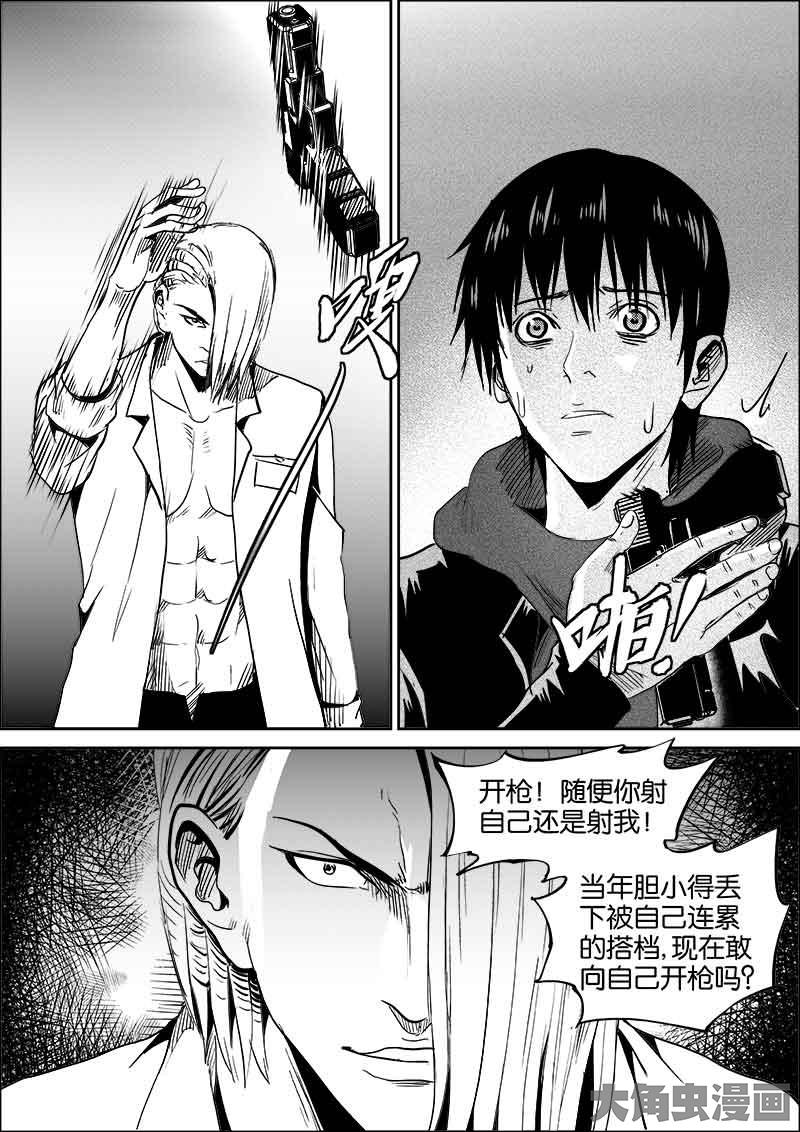 嗖
啪!
开枪！随便你射
自己还是射我！
当年胆小得丢
下被自己连累
的搭档,现在敢
向自己开枪吗?
大角虫漫画